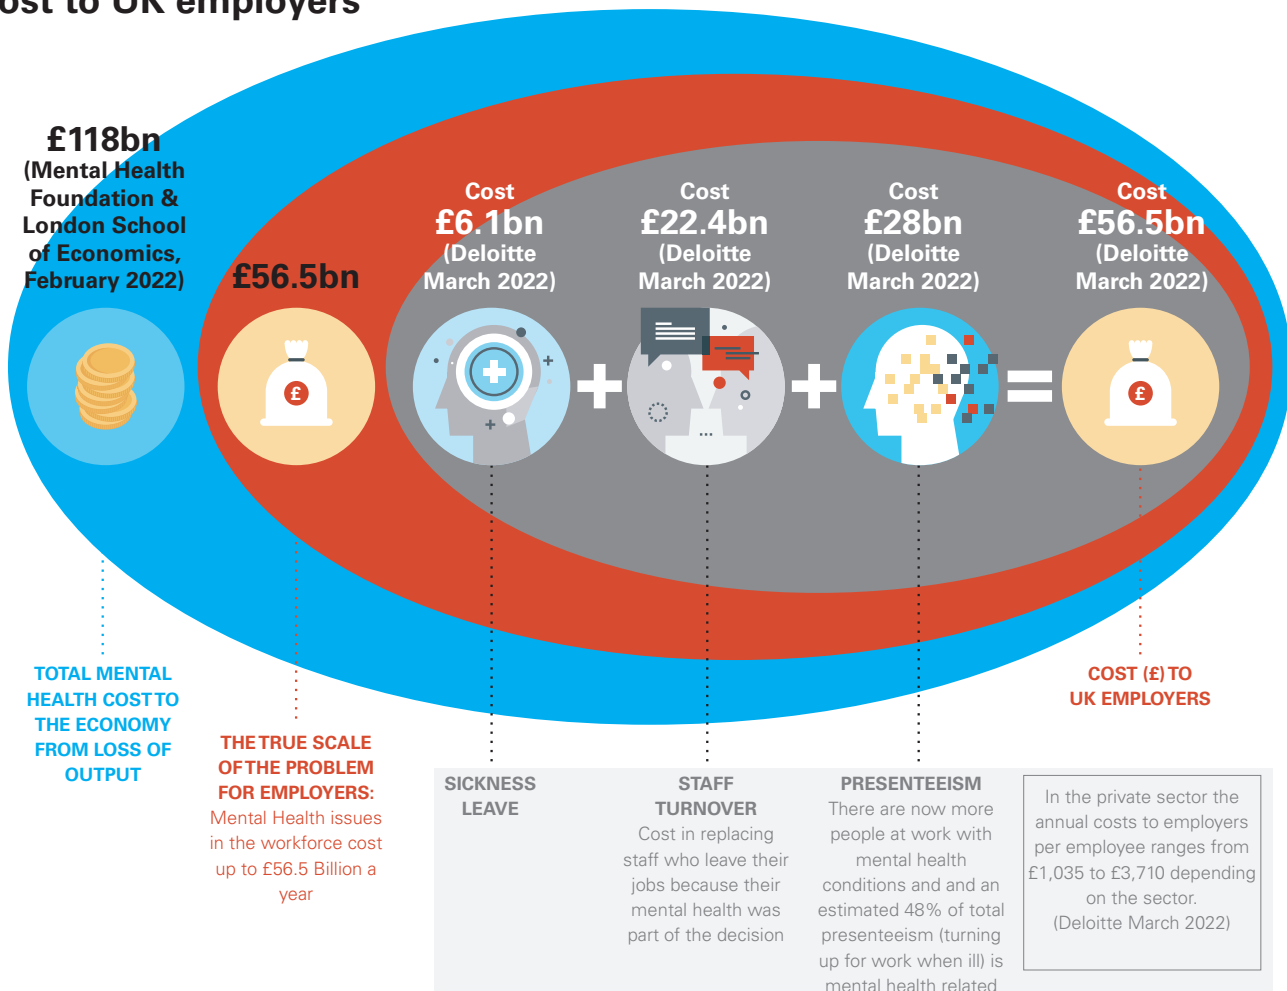 ost to UK employers
£118bn
(Mental Health
Foundation &
London School
of Economics,
February 2022)
£56.5bn
Cost
£6.1bn
(Deloitte
March 2022)
Cost
£22.4bn
(Deloitte
March 2022)
Cost
£28bn
(Deloitte
March 2022)
Cost
£56.5bn
(Deloitte
March 2022)
£
£
TOTAL MENTAL
HEALTH COST TO
THE ECONOMY
FROM LOSS OF
OUTPUT
THE TRUE SCALE
OF THE PROBLEM
FOR EMPLOYERS:
Mental Health issues
in the workforce cost
up to £56.5 Billion a
year
SICKNESS
LEAVE
STAFF
TURNOVER
Cost in replacing
staff who leave their
jobs because their
mental health was
part of the decision
PRESENTEEISM
There are now more
people at work with
mental health
conditions and and an
estimated 48% of total
presenteeism (turning
up for work when ill) is
mental health related
COST (£) TO
UK EMPLOYERS
In the private sector the
annual costs to employers
per employee ranges from
£1,035 to £3,710 depending
on the sector.
(Deloitte March 2022)